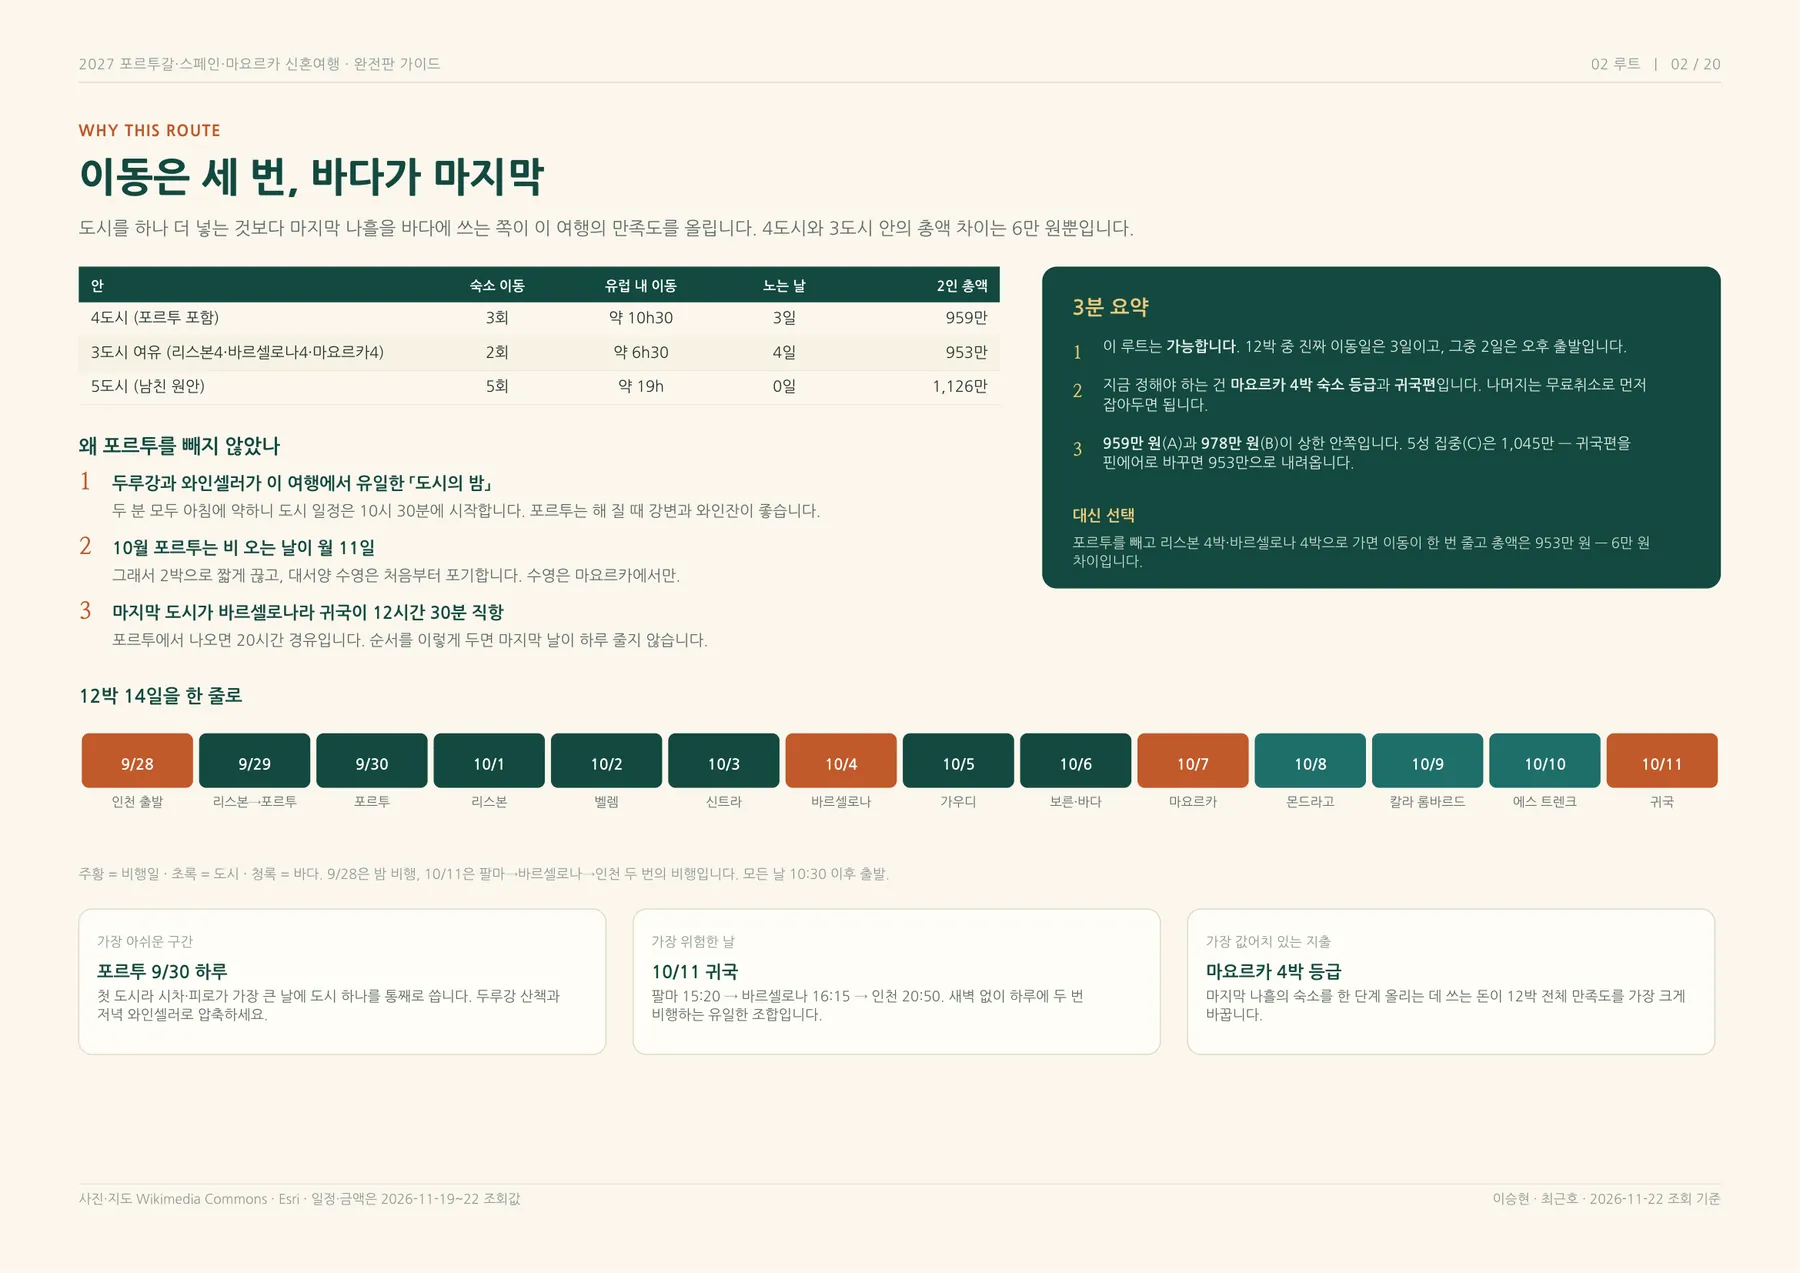 2027 포르투갈·스페인·마요르카 신혼여행 · 완전판 가이드
02 루트 | 02 / 20
WHY THIS ROUTE
이동은 세 번, 바다가 마지막
도시를 하나 더 넣는 것보다 마지막 나흘을 바다에 쓰는 쪽이 이 여행의 만족도를 올립니다. 4도시와 3도시 안의 총액 차이는 6만 원뿐입니다.
안 숙소 이동 유럽 내 이동 노는 날 2인 총액
4도시 (포르투 포함) 3회 약 10h30 3일 959만
3도시 여유 (리스본4·바르셀로나4·마요르카4) 2회 약 6h30 4일 953만
5도시 (남친 원안) 5회 약 19h 0일 1,126만
왜 포르투를 빼지 않았나
1 두루강과 와인셀러가 이 여행에서 유일한 「도시의 밤」
두 분 모두 아침에 약하니 도시 일정은 10시 30분에 시작합니다. 포르투는 해 질 때 강변과 와인잔이 좋습니다.
2 10월 포르투는 비 오는 날이 월 11일
그래서 2박으로 짧게 끊고, 대서양 수영은 처음부터 포기합니다. 수영은 마요르카에서만.
3 마지막 도시가 바르셀로나라 귀국이 12시간 30분 직항
포르투에서 나오면 20시간 경유입니다. 순서를 이렇게 두면 마지막 날이 하루 줄지 않습니다.
3분 요약
1 이 루트는 가능합니다. 12박 중 진짜 이동일은 3일이고, 그중 2일은 오후 출발입니다.
2 지금 정해야 하는 건 마요르카 4박 숙소 등급과 귀국편입니다. 나머지는 무료취소로 먼저
잡아두면 됩니다.
3 959만 원(A)과 978만 원(B)이 상한 안쪽입니다. 5성 집중(C)은 1,045만 — 귀국편을
핀에어로 바꾸면 953만으로 내려옵니다.
대신 선택
포르투를 빼고 리스본 4박·바르셀로나 4박으로 가면 이동이 한 번 줄고 총액은 953만 원 — 6만 원
차이입니다.
12박 14일을 한 줄로
9/28 9/29 9/30 10/1 10/2 10/3 10/4 10/5 10/6 10/7 10/8 10/9 10/10 10/11
인천 출발 리스본→포르투 포르투 리스본 벨렘 신트라 바르셀로나 가우디 보른·바다 마요르카 몬드라고 칼라 롬바르드 에스 트렌크 귀국
주황 = 비행일 · 초록 = 도시 · 청록 = 바다. 9/28은 밤 비행, 10/11은 팔마→바르셀로나→인천 두 번의 비행입니다. 모든 날 10:30 이후 출발.
가장 아쉬운 구간
포르투 9/30 하루
첫 도시라 시차·피로가 가장 큰 날에 도시 하나를 통째로 씁니다. 두루강 산책과
저녁 와인셀러로 압축하세요.
가장 위험한 날
10/11 귀국
팔마 15:20 → 바르셀로나 16:15 → 인천 20:50. 새벽 없이 하루에 두 번
비행하는 유일한 조합입니다.
가장 값어치 있는 지출
마요르카 4박 등급
마지막 나흘의 숙소를 한 단계 올리는 데 쓰는 돈이 12박 전체 만족도를 가장 크게
바꿉니다.
사진·지도 Wikimedia Commons · Esri · 일정·금액은 2026-11-19~22 조회값
이승현 · 최근호 · 2026-11-22 조회 기준